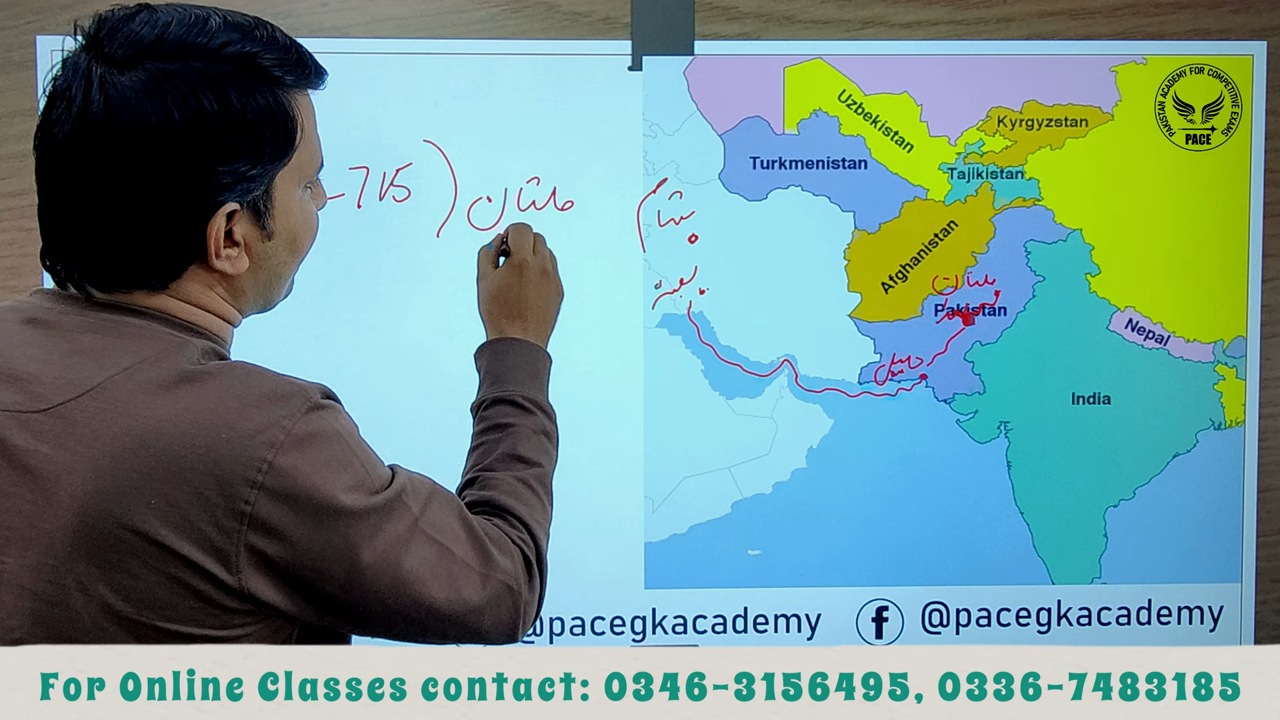 PAKISTAN ACADEMY FOR COMPETITIVE EXAMS
PACE
Uzbekistan
Kyrgyzstan
Turkmenistan
Tajikistan
-715 )
ملتان
شام
Afghanistan
بصرہ
ملتان
Pakistan
Nepal
دیبل
India
@pacegkacademy
@pacegkacademy
For Online Classes contact: 0346-3156495, 0336-7483185